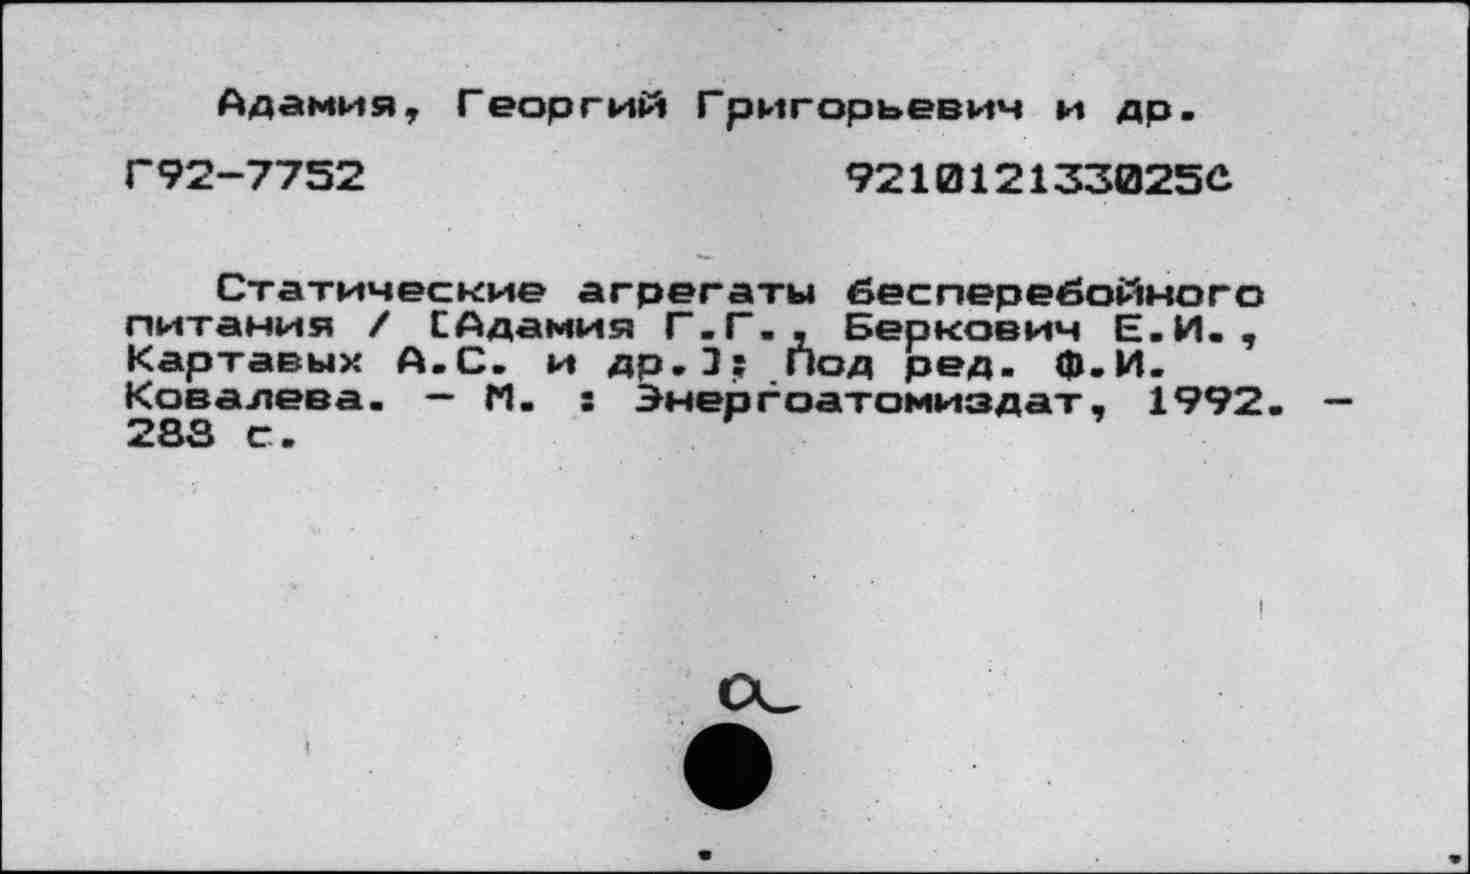 Адамия, Георгий Григорьевич и др.
Г92-7752 921012133025С
Статические агрегаты бесперебойного
питания / [Адамия Г.Г., Беркович Е.И.,
Картавых А.С. и др.]; Под ред. Ф.И.
Ковалева. - М. : Энергоатомиздат, 1992. -
288 с.